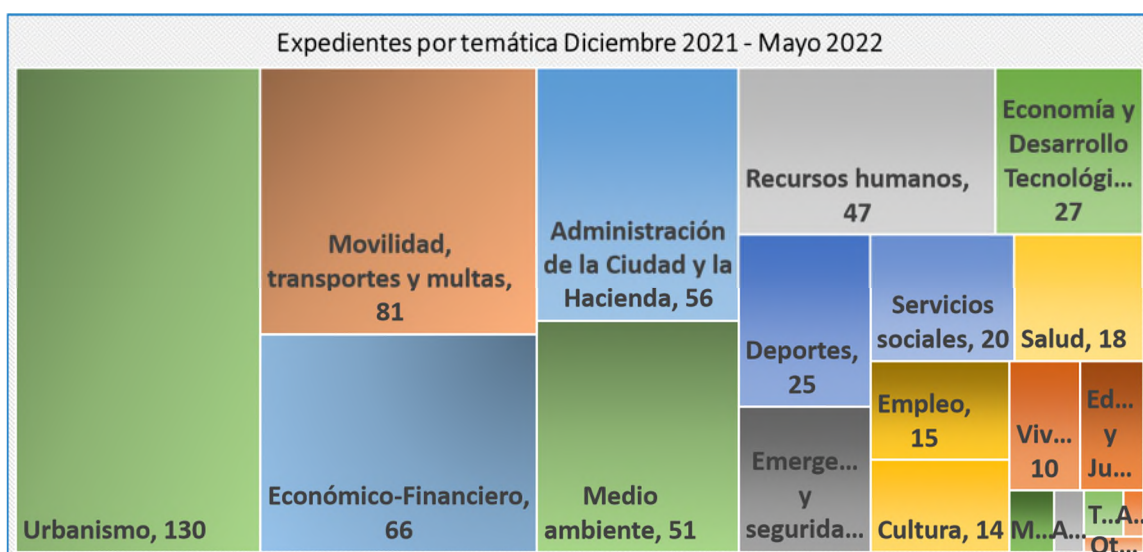 Expedientes por temática Diciembre 2021 - Mayo 2022
Urbanismo, 130
Movilidad,
transportes y multas,
81
Económico-Financiero,
66
Administración
de la Ciudad y la
Hacienda, 56
Medio
ambiente, 51
Recursos humanos,
47
Economía y
Desarrollo
Tecnológi...
27
Deportes,
25
Servicios
sociales, 20
Salud, 18
Emerge...
y
segurida...
Empleo,
15
Cultura, 14
Viv...
10
Ed...
y
Ju...
M...
A...
T...
A...
Ot...